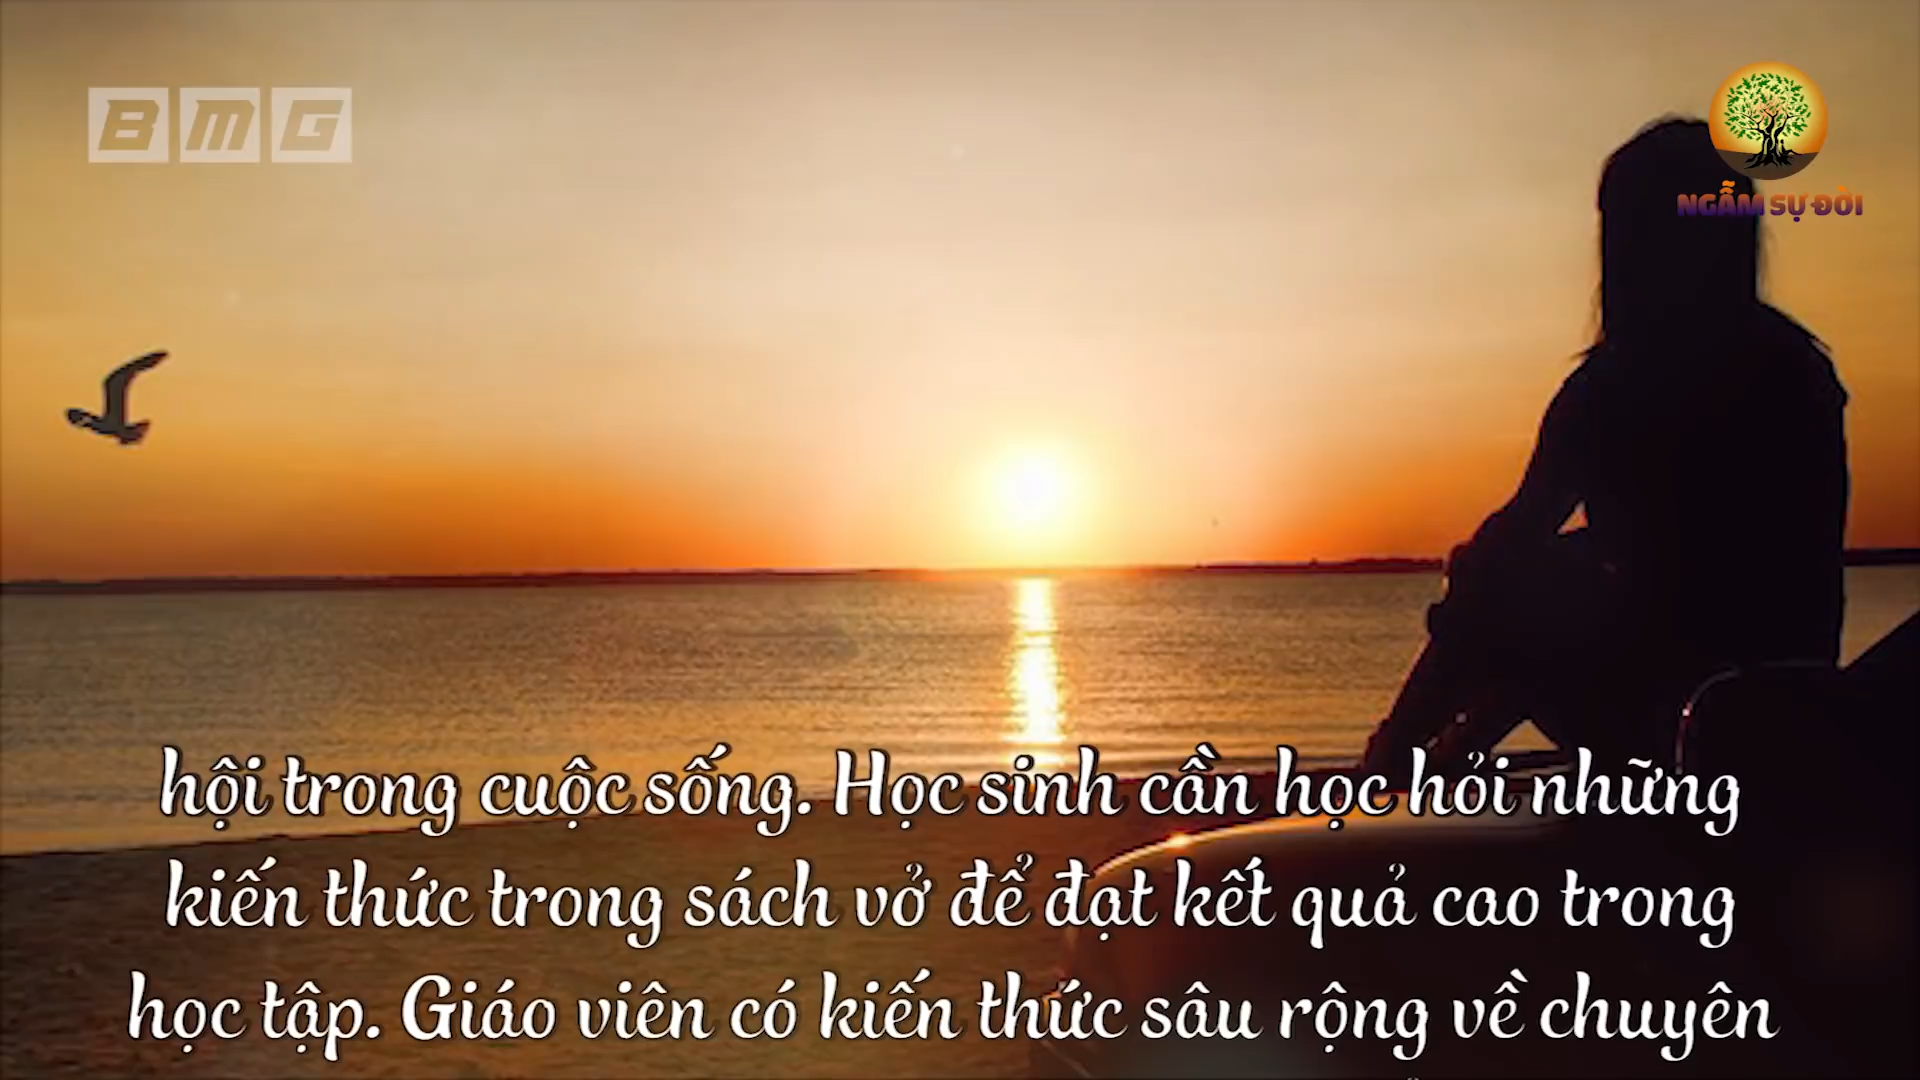 BMG
NGẪM SỰ ĐỜI
hội trong cuộc sống. Học sinh cần học hỏi những
kiến thức trong sách vở để đạt kết quả cao trong
học tập. Giáo viên có kiến thức sâu rộng về chuyên